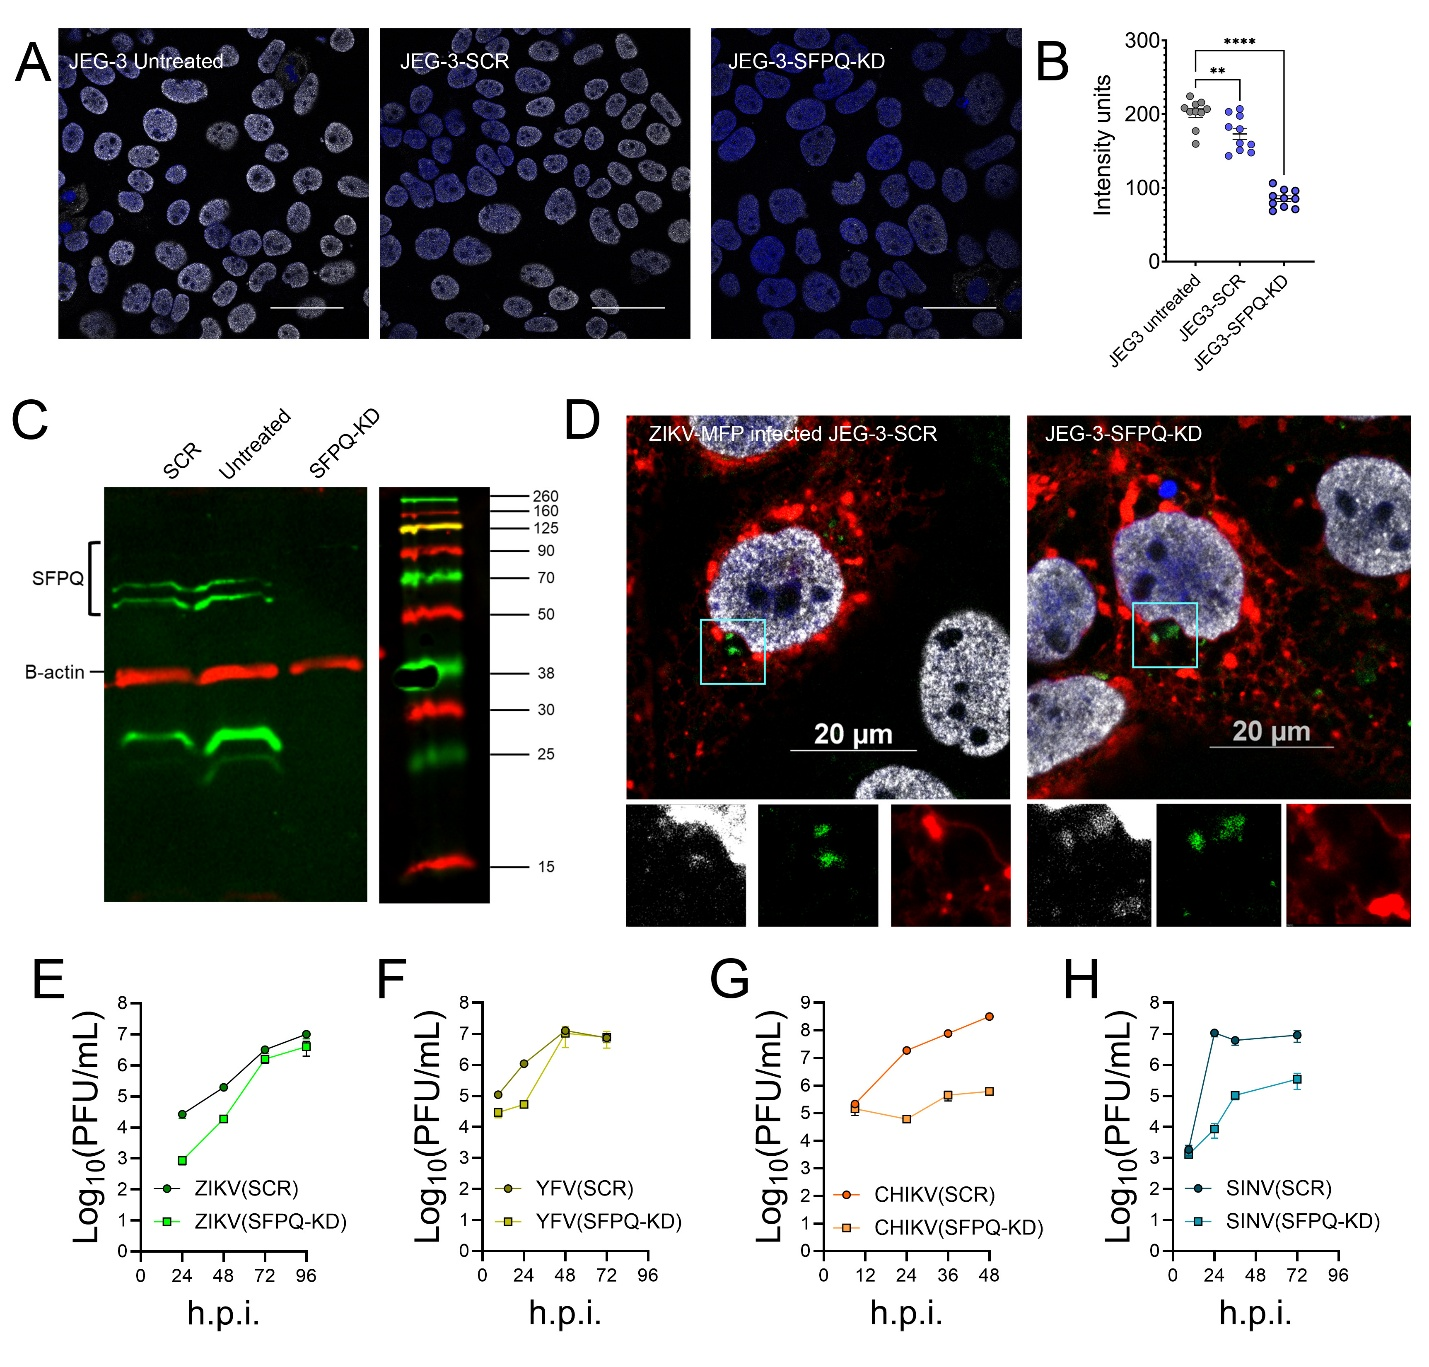 A
JEG-3 Untreated
JEG-3-SCR
JEG-3-SFPQ-KD
B
Intensity units
300
200
100
0
****
**
JEG3 untreated
JEG3-SCR
JEG3-SFPQ-KD
C
SCR
Untreated
SFPQ-KD
SFPQ
B-actin
260
160
125
90
70
50
38
30
25
15
D
ZIKV-MFP infected JEG-3-SCR
20 µm
JEG-3-SFPQ-KD
20 µm
E
Log10(PFU/mL)
8
7
6
5
4
3
2
1
0
ZIKV(SCR)
ZIKV(SFPQ-KD)
0 24 48 72 96
h.p.i.
F
Log10(PFU/mL)
8
7
6
5
4
3
2
1
0
YFV(SCR)
YFV(SFPQ-KD)
0 24 48 72 96
h.p.i.
G
Log10(PFU/mL)
9
8
7
6
5
4
3
2
1
0
CHIKV(SCR)
CHIKV(SFPQ-KD)
0 12 24 36 48
h.p.i.
H
Log10(PFU/mL)
8
7
6
5
4
3
2
1
0
SINV(SCR)
SINV(SFPQ-KD)
0 24 48 72 96
h.p.i.